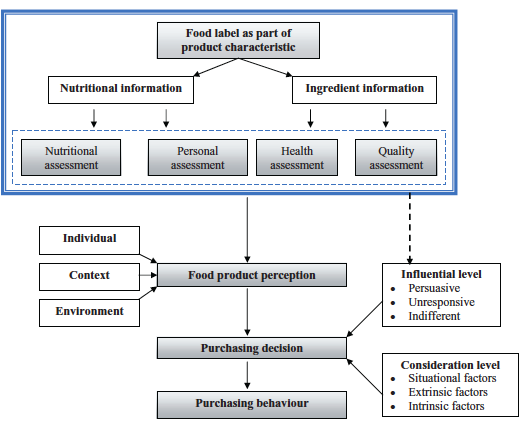 Food label as part of
product characteristic
Nutritional information
Ingredient information
Nutritional
assessment
Personal
assessment
Health
assessment
Quality
assessment
Individual
Context
Environment
Food product perception
Influential level
• Persuasive
• Unresponsive
• Indifferent
Purchasing decision
Consideration level
• Situational factors
• Extrinsic factors
• Intrinsic factors
Purchasing behaviour